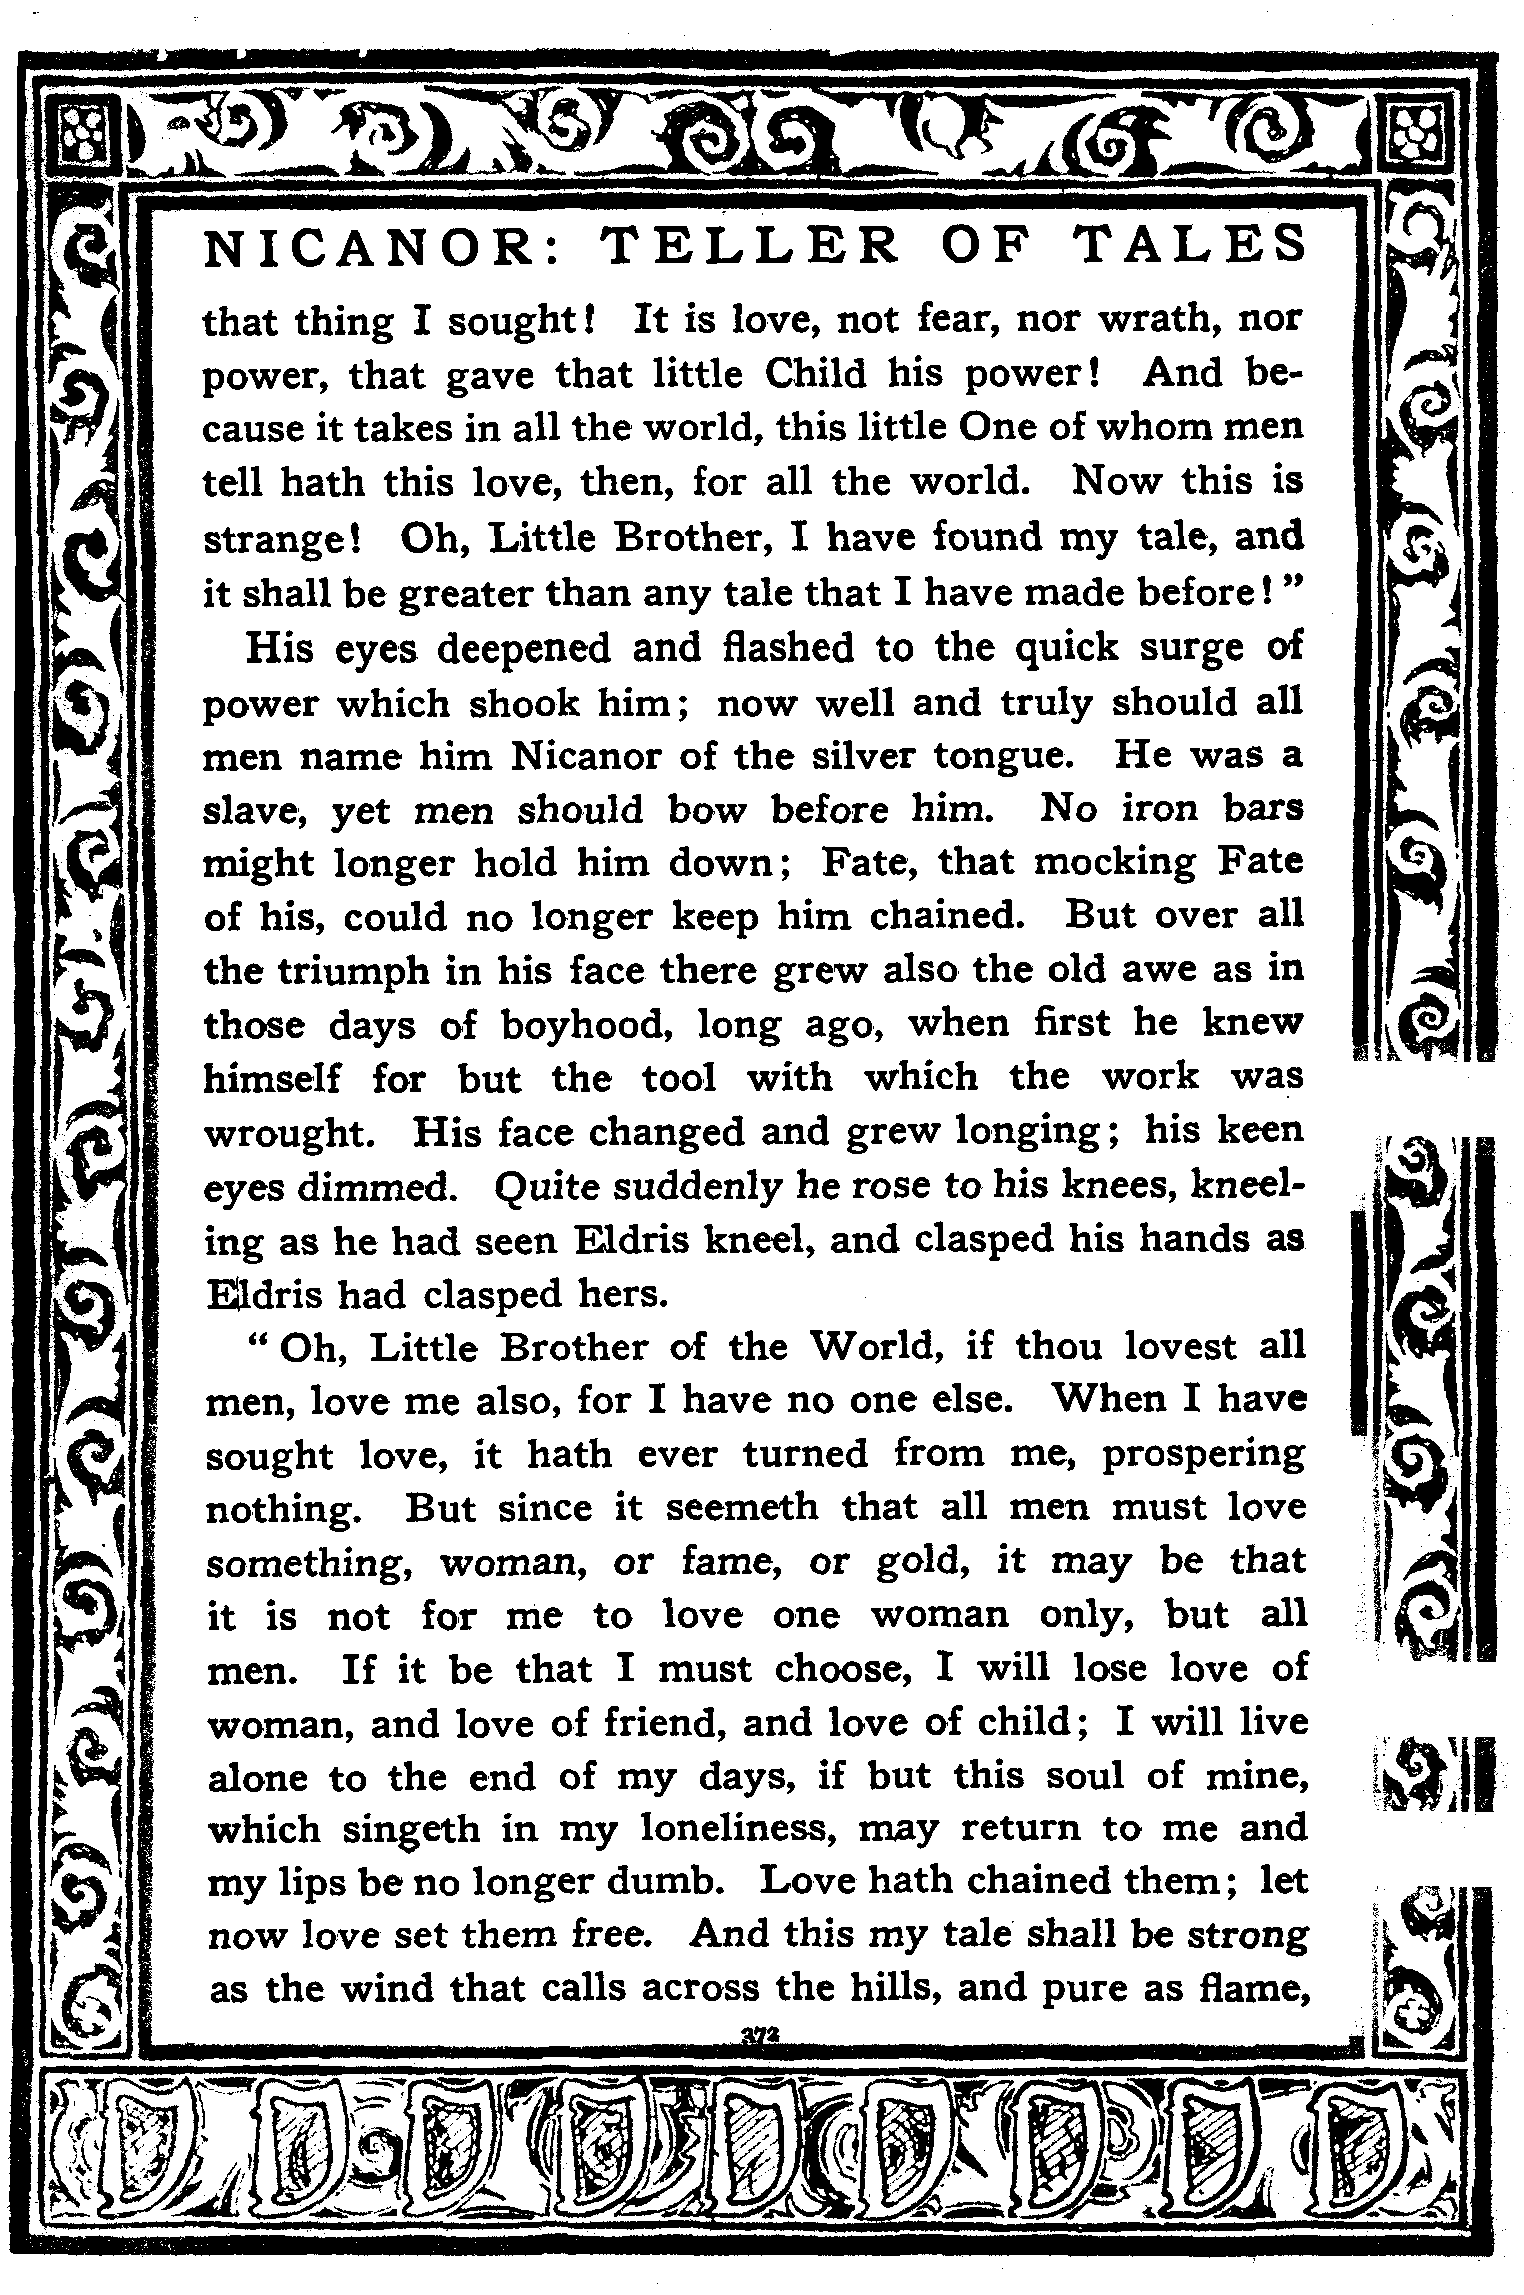 NICANOR: TELLER OF TALES
that thing I sought! It is love, not fear, nor wrath, nor
power, that gave that little Child his power! And be-
cause it takes in all the world, this little One of whom men
tell hath this love, then, for all the world. Now this is
strange! Oh, Little Brother, I have found my tale, and
it shall be greater than any tale that I have made before!”
His eyes deepened and flashed to the quick surge of
power which shook him; now well and truly should all
men name him Nicanor of the silver tongue. He was a
slave, yet men should bow before him. No iron bars
might longer hold him down; Fate, that mocking Fate
of his, could no longer keep him chained. But over all
the triumph in his face there grew also the old awe as in
those days of boyhood, long ago, when first he knew
himself for but the tool with which the work was
wrought. His face changed and grew longing; his keen
eyes dimmed. Quite suddenly he rose to his knees, kneel-
ing as he had seen Eldris kneel, and clasped his hands as
Eldris had clasped hers.
“Oh, Little Brother of the World, if thou lovest all
men, love me also, for I have no one else. When I have
sought love, it hath ever turned from me, prospering
nothing. But since it seemeth that all men must love
something, woman, or fame, or gold, it may be that
it is not for me to love one woman only, but all
men. If it be that I must choose, I will lose love of
woman, and love of friend, and love of child; I will live
alone to the end of my days, if but this soul of mine,
which singeth in my loneliness, may return to me and
my lips be no longer dumb. Love hath chained them; let
now love set them free. And this my tale shall be strong
as the wind that calls across the hills, and pure as flame,
372